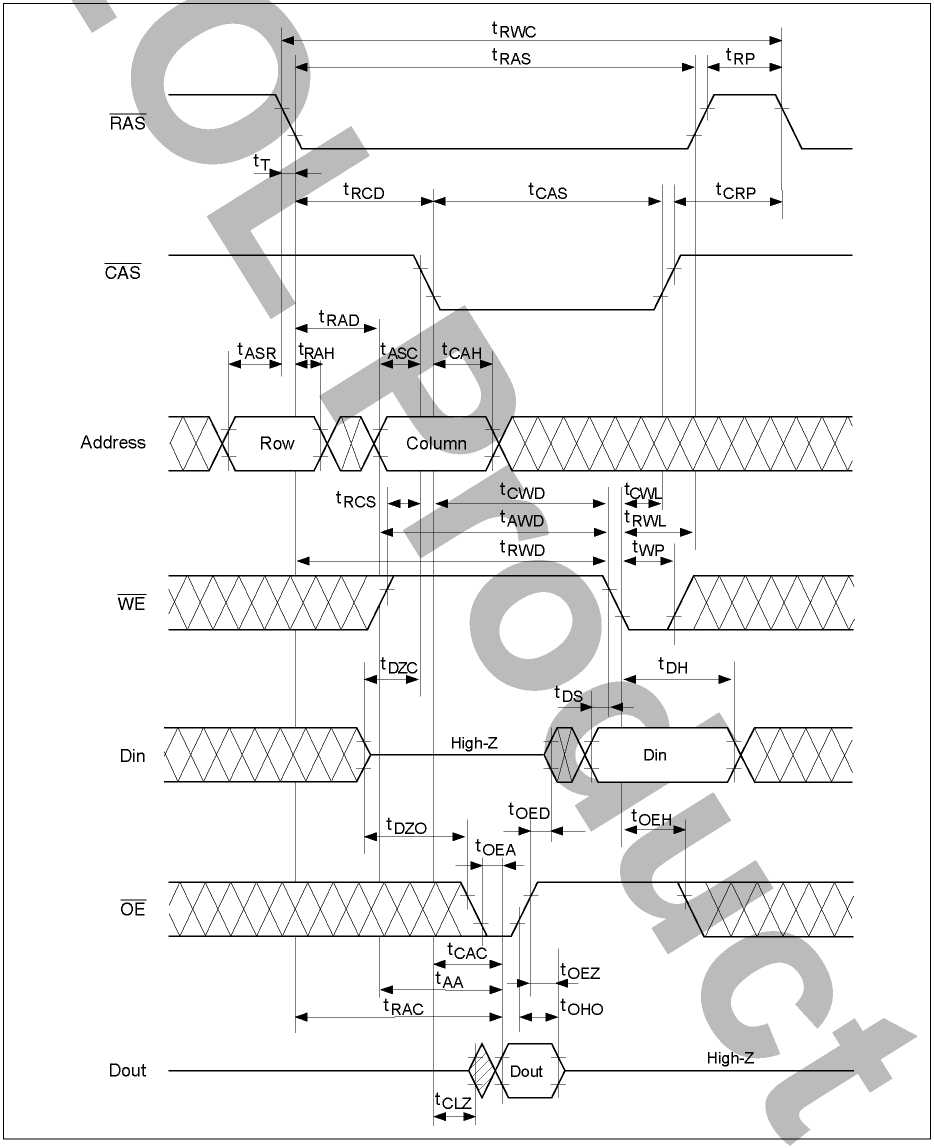 tRWC
tRAS
tRP
RAS
tT
tRCD
tCAS
tCRP
CAS
tRAD
tASR
tRAH
tASC
tCAH
Address
Row
Column
tRCS
tCWD
tCWL
tAWD
tRWL
tRWD
tWP
WE
tDZC
tDH
tDS
Din
High-Z
Din
tOED
tDZO
tOEH
tOEA
OE
tCAC
tOEZ
tAA
tRAC
tOHO
Dout
Dout
High-Z
tCLZ
OL Product